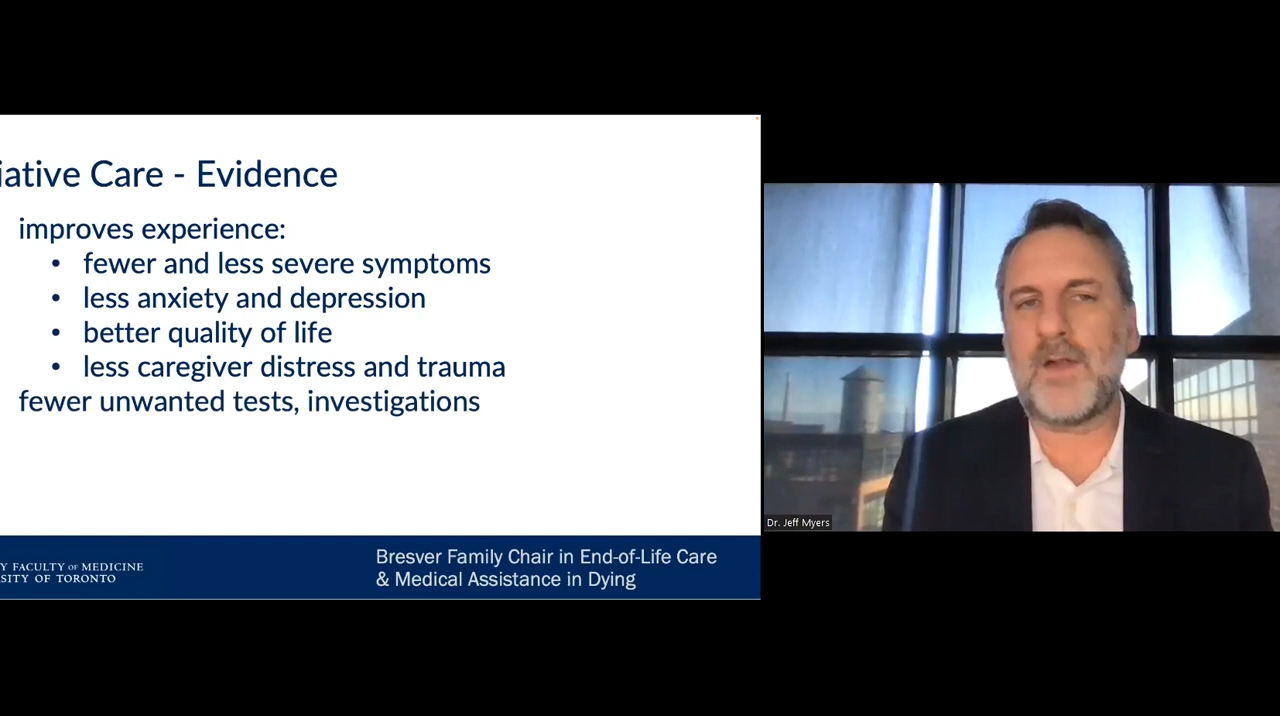 iative Care - Evidence
improves experience:
• fewer and less severe symptoms
• less anxiety and depression
• better quality of life
• less caregiver distress and trauma
fewer unwanted tests, investigations
Y FACULTY OF MEDICINE
SITY OF TORONTO
Bresver Family Chair in End-of-Life Care
& Medical Assistance in Dying
Dr. Jeff Myers